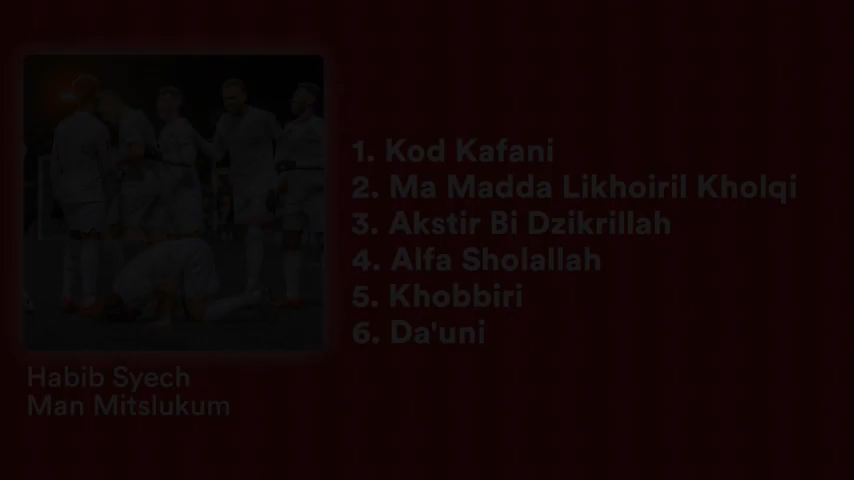 1. Kod Kafani
2. Ma Madda Likhoiril Kholqi
3. Akstir Bi Dzikrillah
4. Alfa Sholallah
5. Khobbiri
6. Da'uni
Habib Syech
Man Mitslukum